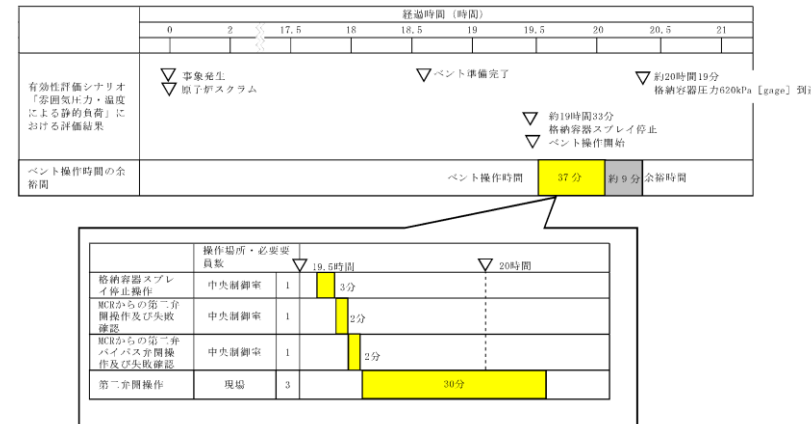 経過時間（時間）
0 2 17.5 18 18.5 19 19.5 20 20.5 21
有効性評価シナリオ
「雰囲気圧力・温度
による静的負荷」に
おける評価結果
事象発生
原子炉スクラム
ベント準備完了
約20時間19分
格納容器圧力620kPa［gage］到
約19時間33分
格納容器スプレイ停止
ベント操作開始
ベント操作時間の余
裕間
ベント操作時間
37分
約9分
余裕時間
操作場所・必要要
員数
19.5時間
20時間
格納容器スプレ
イ停止操作
中央制御室
1
3分
MCRからの第二弁
開操作及び失敗
確認
中央制御室
1
2分
MCRからの第二弁
バイパス弁開操
作及び失敗確認
中央制御室
1
2分
第二弁開操作
現場
3
30分